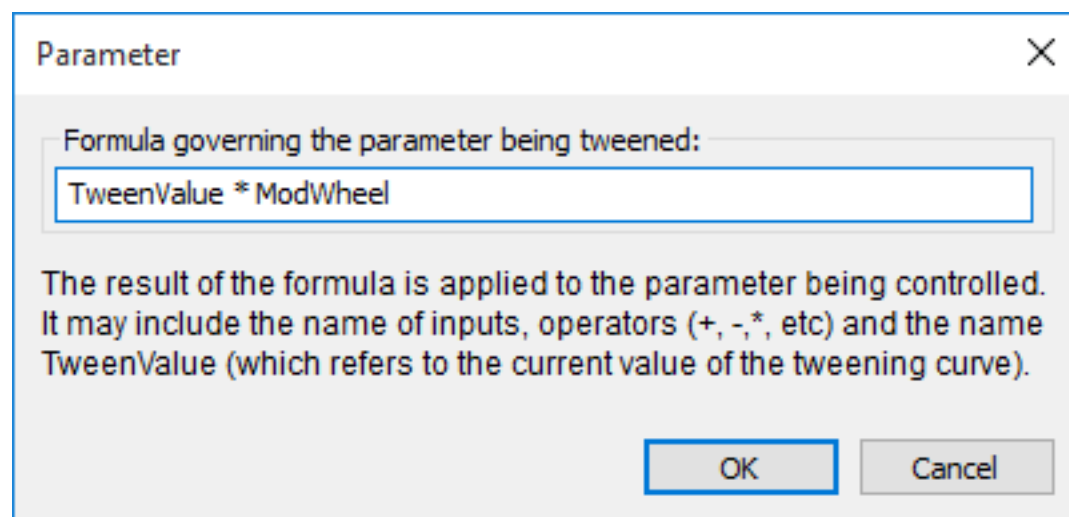 Parameter
Formula governing the parameter being tweened:
TweenValue * ModWheel
The result of the formula is applied to the parameter being controlled.
It may include the name of inputs, operators (+, -,*, etc) and the name
TweenValue (which refers to the current value of the tweening curve).
OK Cancel